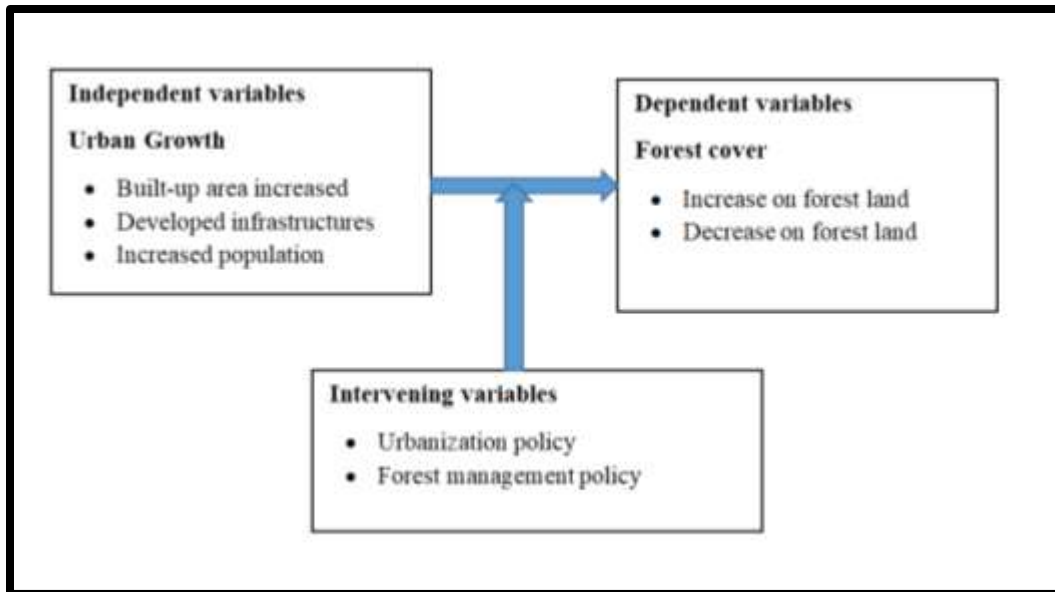 Independent variables
Urban Growth
• Built-up area increased
• Developed infrastructures
• Increased population
Dependent variables
Forest cover
• Increase on forest land
• Decrease on forest land
Intervening variables
• Urbanization policy
• Forest management policy